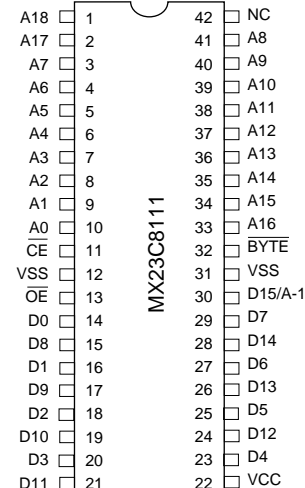 A18 1 42 NC
A17 2 41 A8
A7 3 40 A9
A6 4 39 A10
A5 5 38 A11
A4 6 37 A12
A3 7 36 A13
A2 8 35 A14
A1 9 34 A15
A0 10 33 A16
CE 11 32 BYTE
VSS 12 31 VSS
OE 13 30 D15/A-1
D0 14 29 D7
D8 15 28 D14
D1 16 27 D6
D9 17 26 D13
D2 18 25 D5
D10 19 24 D12
D3 20 23 D4
D11 21 22 VCC
MX23C8111